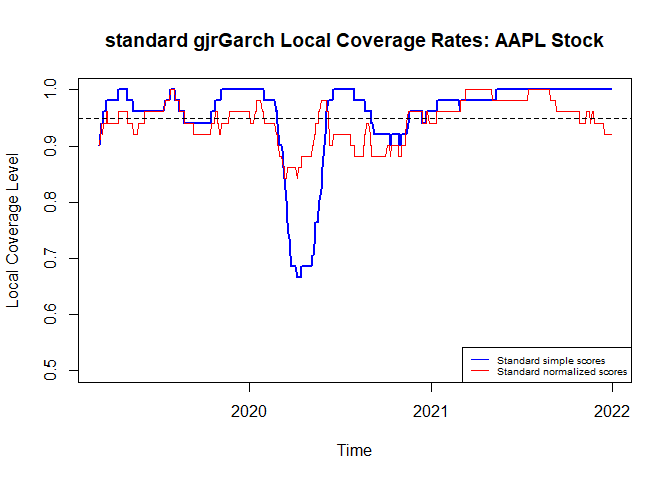 standard gjrGarch Local Coverage Rates: AAPL Stock
Local Coverage Level
1.0
0.9
0.8
0.7
0.6
0.5
Standard simple scores
Standard normalized scores
2020 2021 2022
Time